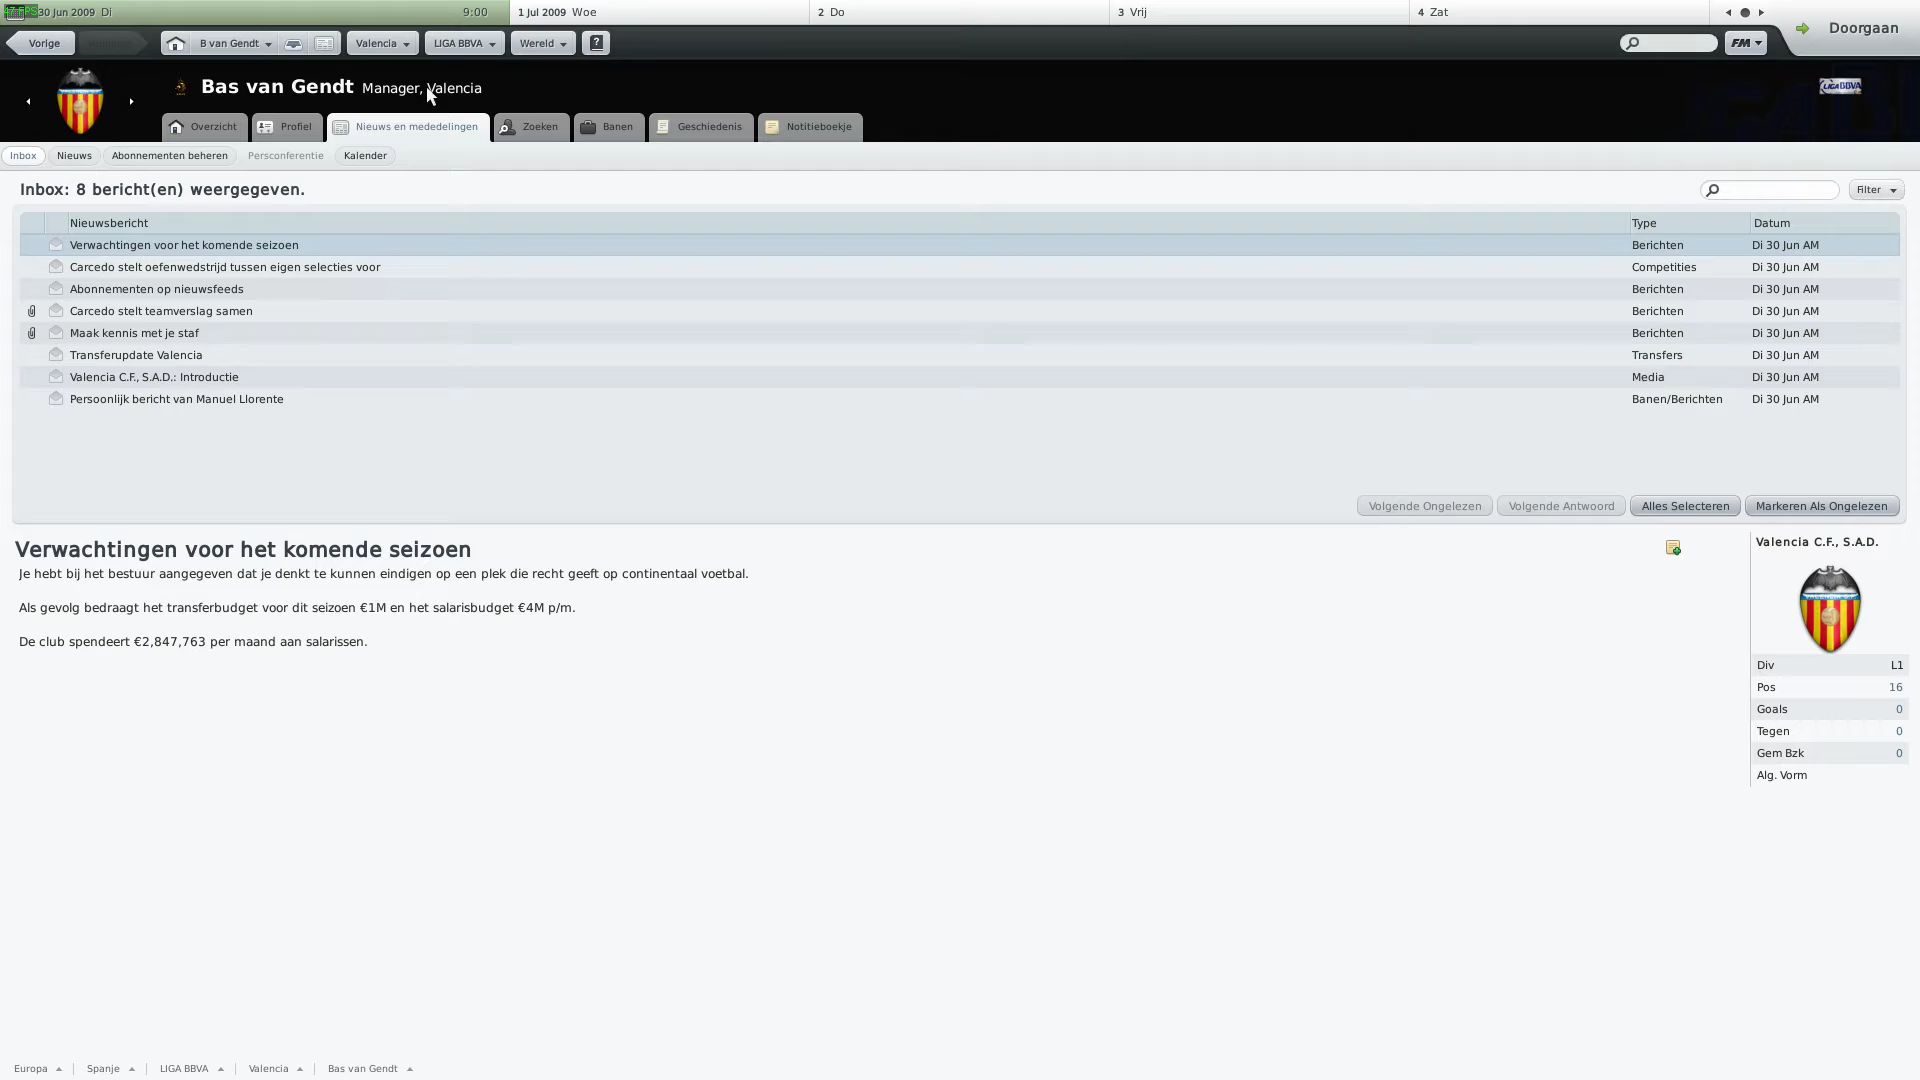 30 Jun 2009 Di 9:00 1 Jul 2009 Woe 2 Do 3 Vrij 4 Zat
Doorgaan
Vorige B van Gendt Valencia LIGA BBVA Wereld ? FM
Bas van Gendt Manager, Valencia
LIGA BBVA
Overzicht Profiel Nieuws en mededelingen Zoeken Banen Geschiedenis Notitieboekje
Inbox Nieuws Abonnementen beheren Persconferentie Kalender
Inbox: 8 bericht(en) weergegeven.
Filter
Nieuwsbericht Type Datum
Verwachtingen voor het komende seizoen Berichten Di 30 Jun AM
Carcedo stelt oefenwedstrijd tussen eigen selecties voor Competities Di 30 Jun AM
Abonnementen op nieuwsfeeds Berichten Di 30 Jun AM
Carcedo stelt teamverslag samen Berichten Di 30 Jun AM
Maak kennis met je staf Berichten Di 30 Jun AM
Transferupdate Valencia Transfers Di 30 Jun AM
Valencia C.F., S.A.D.: Introductie Media Di 30 Jun AM
Persoonlijk bericht van Manuel Llorente Banen/Berichten Di 30 Jun AM
Volgende Ongelezen Volgende Antwoord Alles Selecteren Markeren Als Ongelezen
Verwachtingen voor het komende seizoen
Je hebt bij het bestuur aangegeven dat je denkt te kunnen eindigen op een plek die recht geeft op continentaal voetbal.
Als gevolg bedraagt het transferbudget voor dit seizoen €1M en het salarisbudget €4M p/m.
De club spendeert €2,847,763 per maand aan salarissen.
Valencia C.F., S.A.D.
Div L1
Pos 16
Goals 0
Tegen 0
Gem Bzk 0
Alg. Vorm
Europa Spanje LIGA BBVA Valencia Bas van Gendt